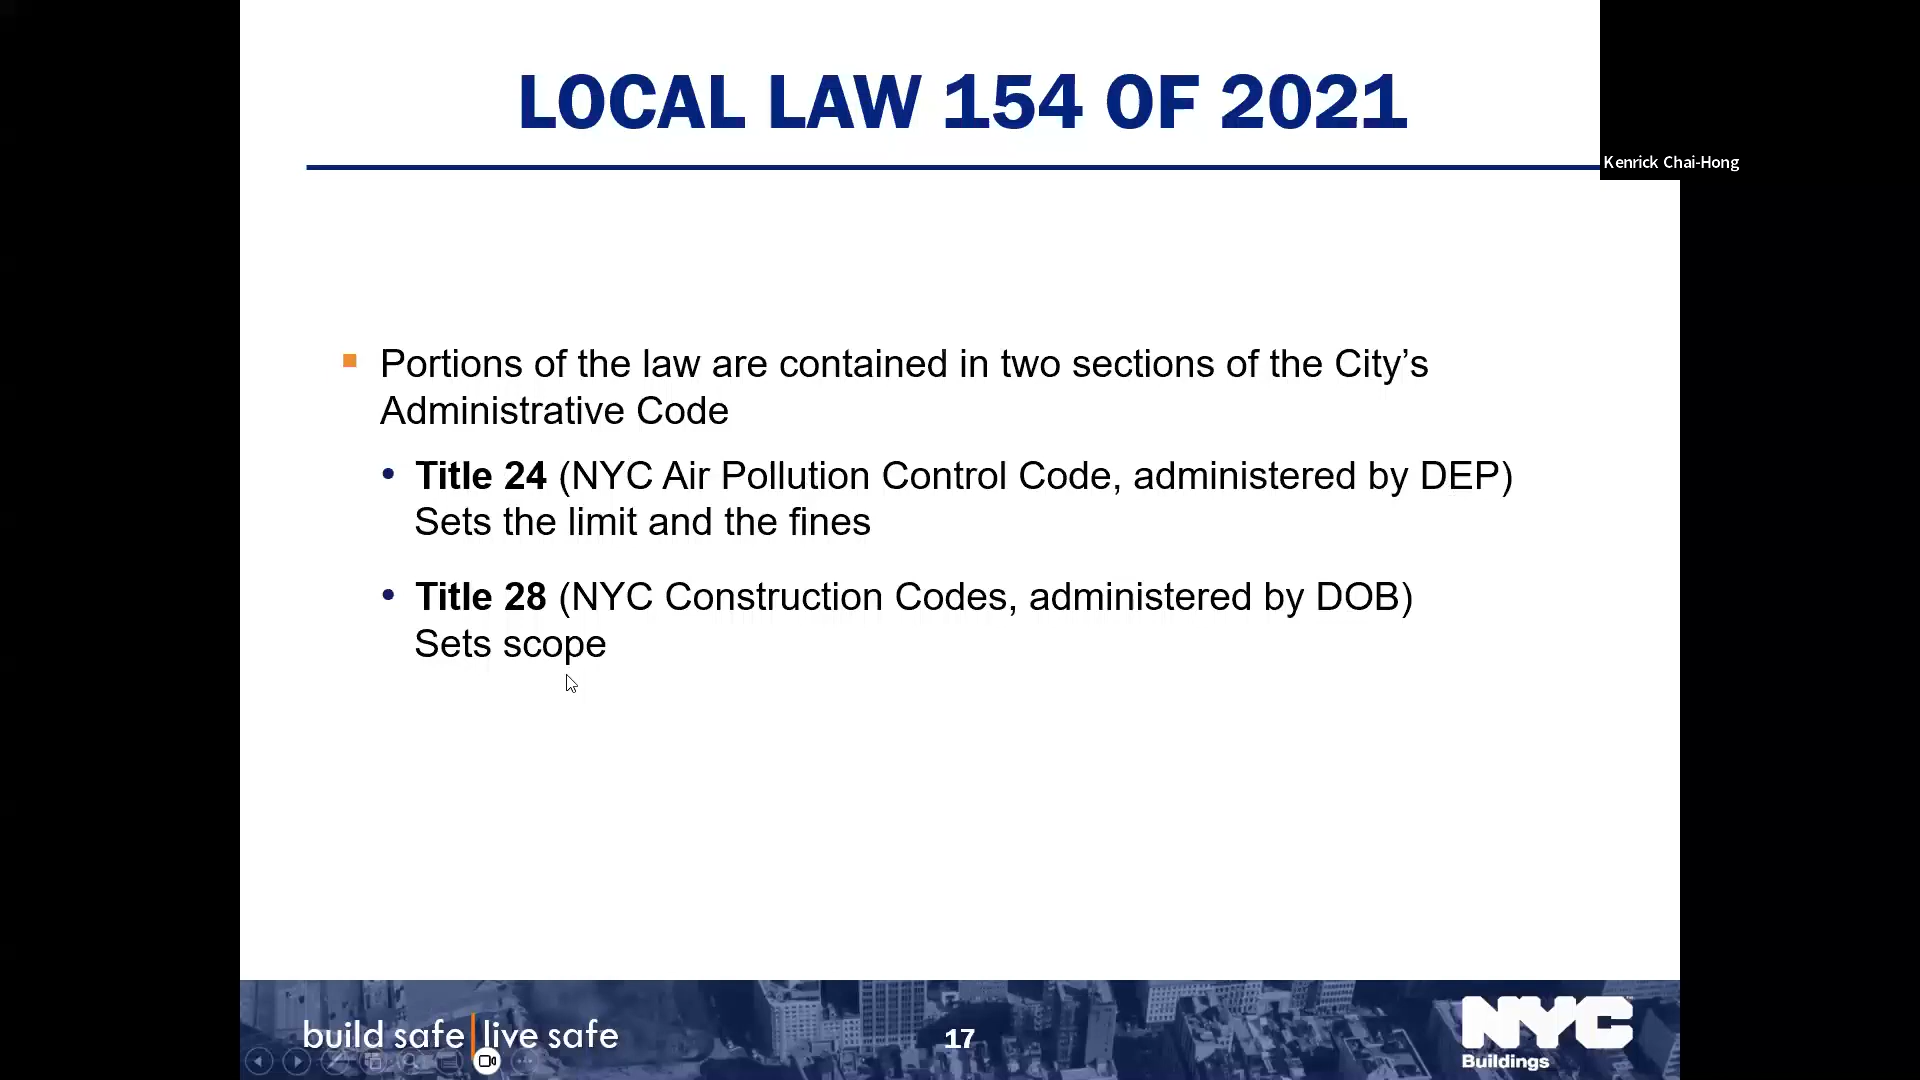 LOCAL LAW 154 OF 2021
Kenrick Chai-Hong
Portions of the law are contained in two sections of the City’s
Administrative Code
Title 24 (NYC Air Pollution Control Code, administered by DEP)
Sets the limit and the fines
Title 28 (NYC Construction Codes, administered by DOB)
Sets scope
build safe live safe
17
NYC
Buildings